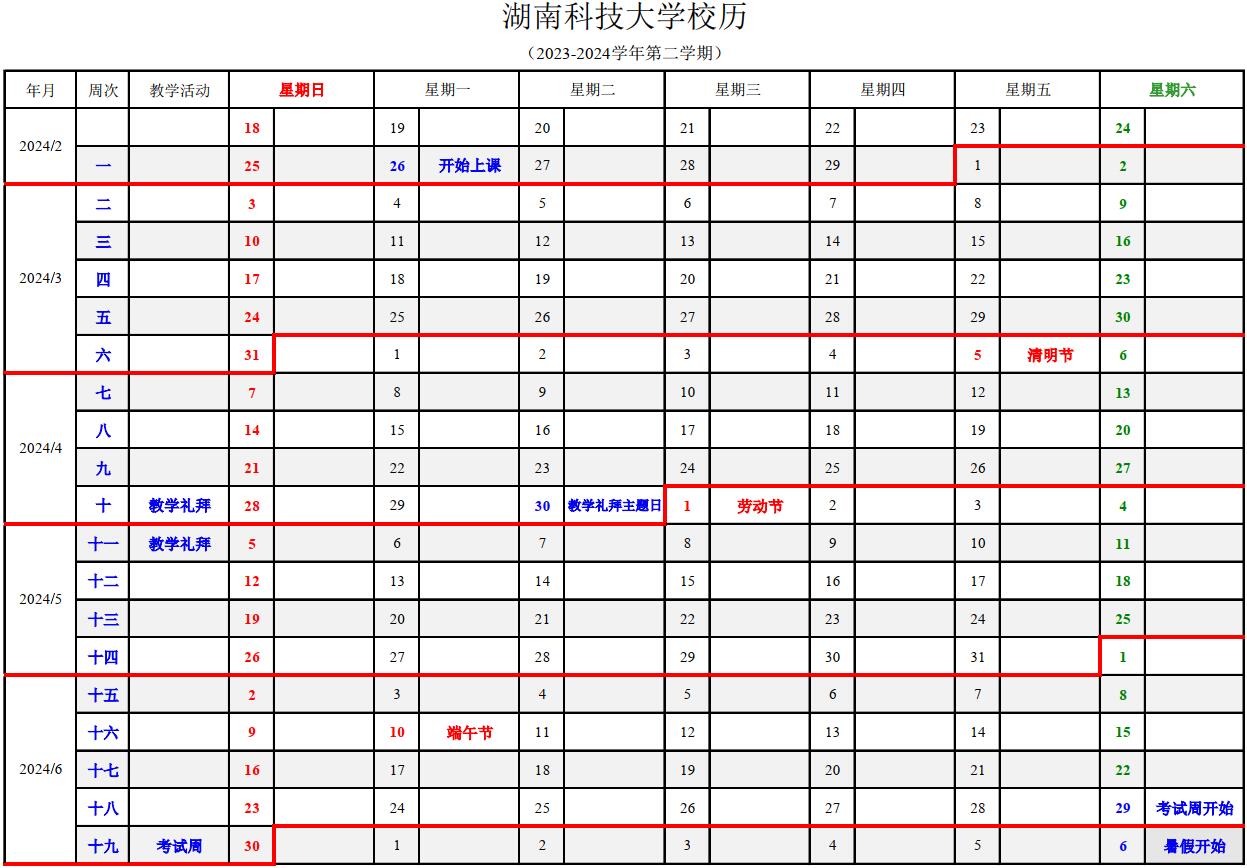 湖南科技大学校历
（2023-2024学年第二学期）
年月 周次 教学活动 星期日 星期一 星期二 星期三 星期四 星期五 星期六
18 19 20 21 22 23 24
2024/2
一 25 26 开始上课 27 28 29 1 2
二 3 4 5 6 7 8 9
三 10 11 12 13 14 15 16
2024/3
四 17 18 19 20 21 22 23
五 24 25 26 27 28 29 30
六 31 1 2 3 4 5 清明节 6
七 7 8 9 10 11 12 13
八 14 15 16 17 18 19 20
2024/4
九 21 22 23 24 25 26 27
十 教学礼拜 28 29 30 教学礼拜主题日 1 劳动节 2 3 4
十一 教学礼拜 5 6 7 8 9 10 11
十二 12 13 14 15 16 17 18
2024/5
十三 19 20 21 22 23 24 25
十四 26 27 28 29 30 31 1
十五 2 3 4 5 6 7 8
十六 9 10 端午节 11 12 13 14 15
2024/6
十七 16 17 18 19 20 21 22
十八 23 24 25 26 27 28 29 考试周开始
十九 考试周 30 1 2 3 4 5 6 暑假开始